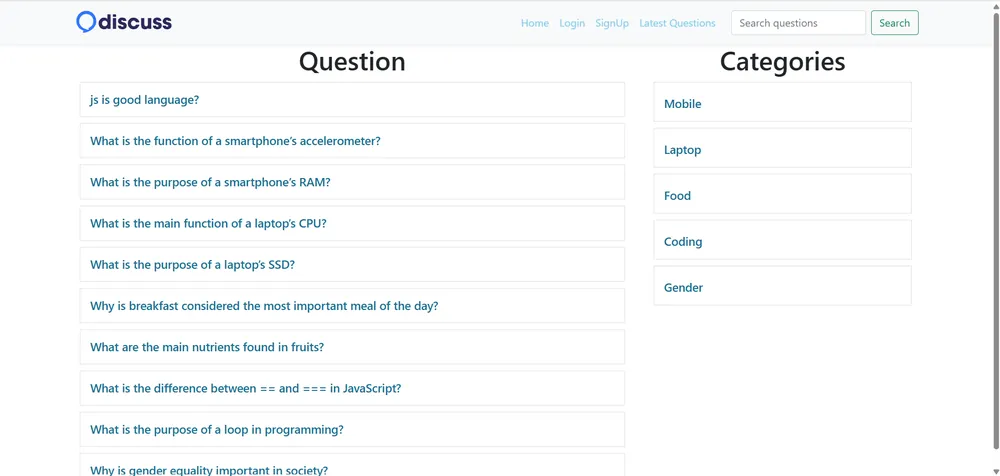 discuss
Home Login SignUp Latest Questions Search questions Search
Question
js is good language?
What is the function of a smartphone's accelerometer?
What is the purpose of a smartphone's RAM?
What is the main function of a laptop's CPU?
What is the purpose of a laptop's SSD?
Why is breakfast considered the most important meal of the day?
What are the main nutrients found in fruits?
What is the difference between == and === in JavaScript?
What is the purpose of a loop in programming?
Why is gender equality important in society?
Categories
Mobile
Laptop
Food
Coding
Gender